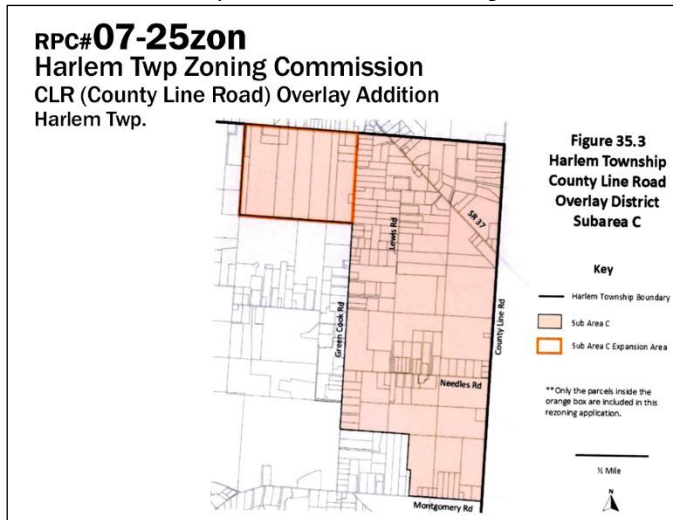 RPC#07-25zon
Harlem Twp Zoning Commission
CLR (County Line Road) Overlay Addition
Harlem Twp.
Figure 35.3
Harlem Township
County Line Road
Overlay District
Subarea C
Key
Harlem Township Boundary
Sub Area C
Sub Area C Expansion Area
**Only the parcels inside the
orange box are included in this
rezoning application.
½ Mile
N
SR 37
Lewis Rd
Green Cook Rd
County Line Rd
Needles Rd
Montgomery Rd